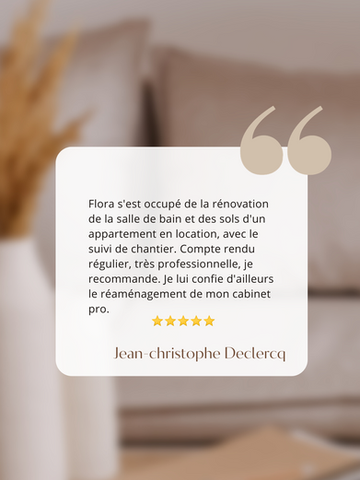 Flora s'est occupé de la rénovation
de la salle de bain et des sols d'un
appartement en location, avec le
suivi de chantier. Compte rendu
régulier, très professionnelle, je
recommande. Je lui confie d'ailleurs
le réaménagement de mon cabinet
pro.
Jean-christophe Declercq